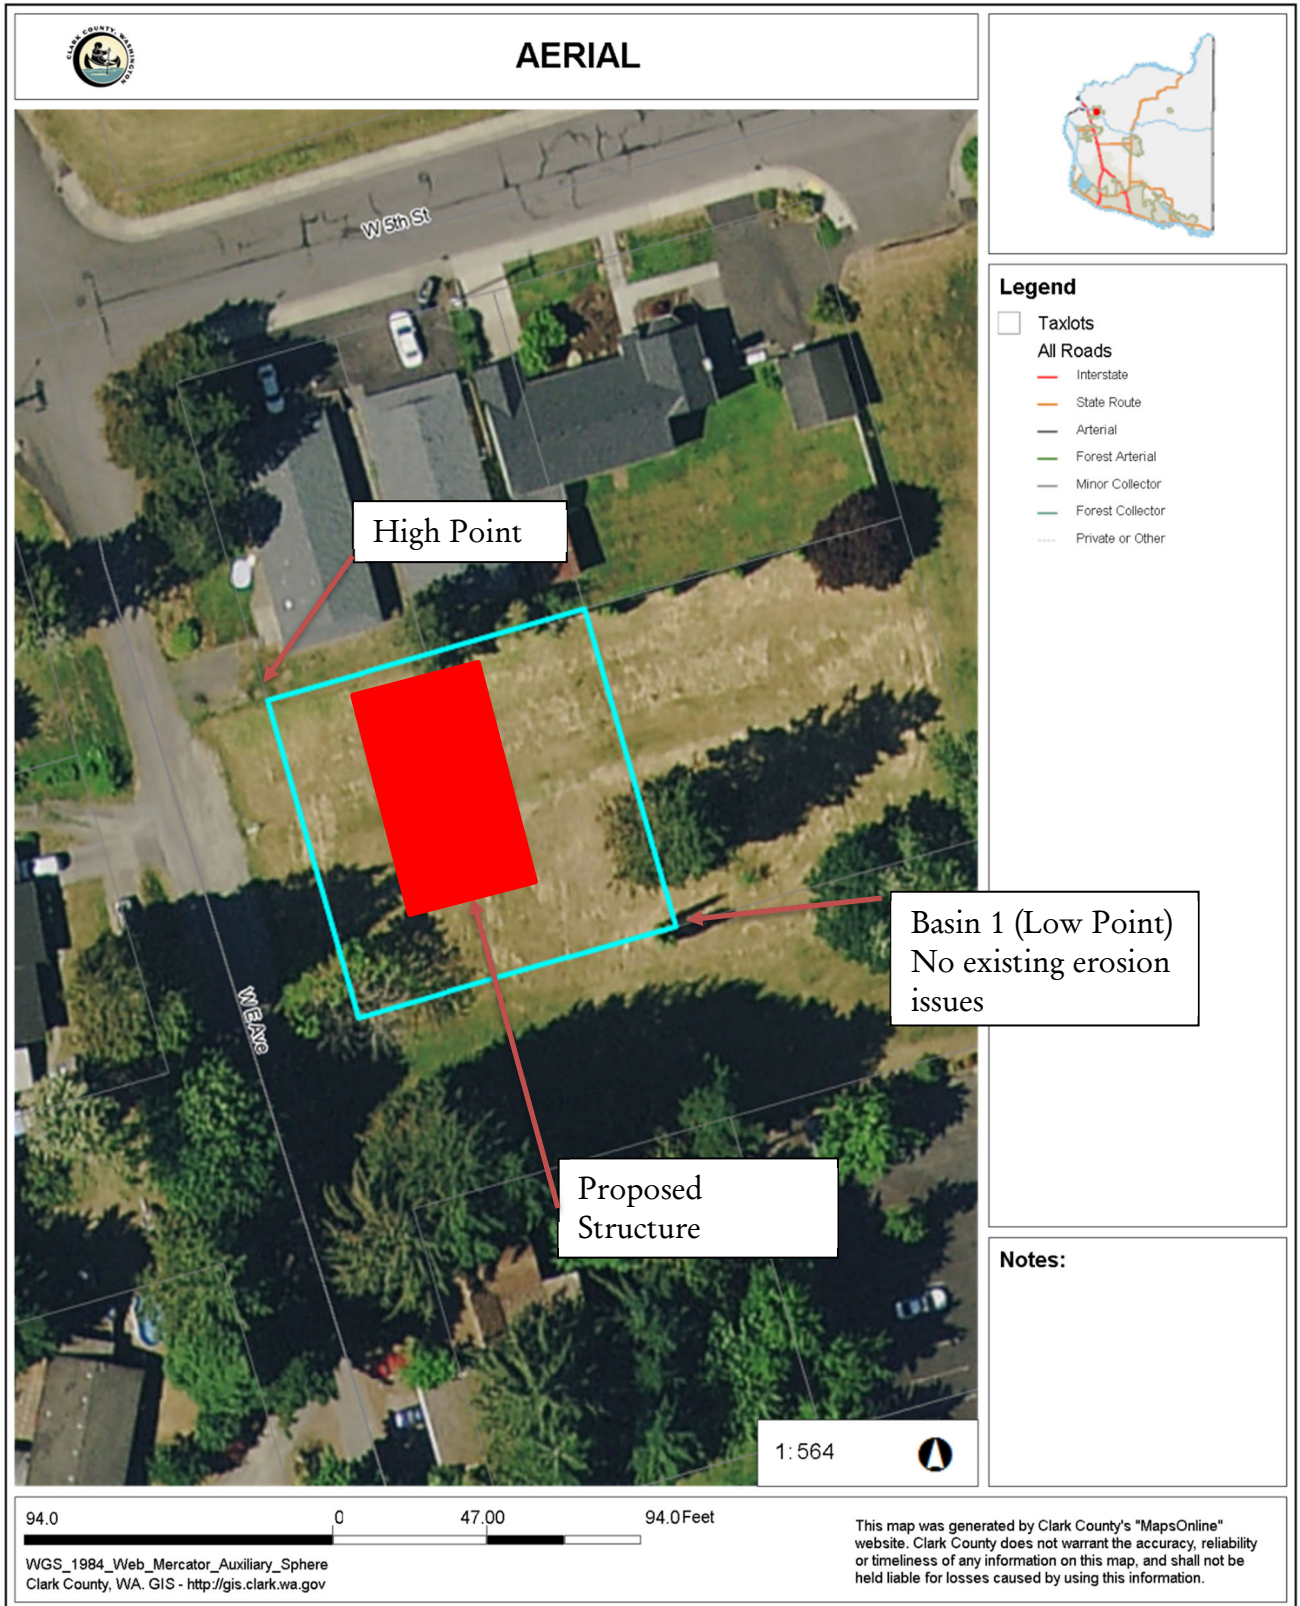 CLARK COUNTY, WASHINGTON
AERIAL
W 5th St
High Point
Basin 1 (Low Point)
No existing erosion
issues
W E Ave
Proposed
Structure
1:564
Legend
Taxlots
All Roads
Interstate
State Route
Arterial
Forest Arterial
Minor Collector
Forest Collector
Private or Other
Notes:
94.0 0 47.00 94.0 Feet
WGS_1984_Web_Mercator_Auxiliary_Sphere
Clark County, WA. GIS - http://gis.clark.wa.gov
This map was generated by Clark County's "MapsOnline"
website. Clark County does not warrant the accuracy, reliability
or timeliness of any information on this map, and shall not be
held liable for losses caused by using this information.